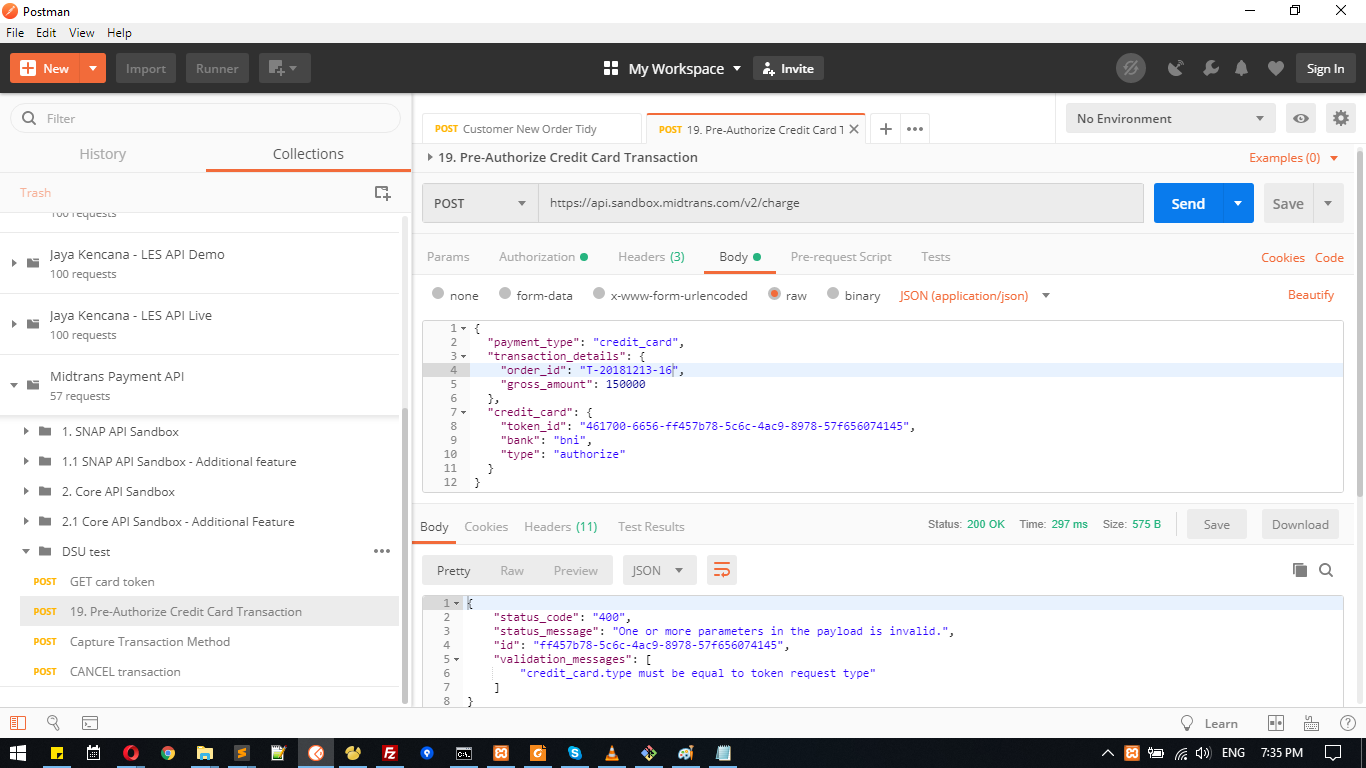 Postman
File Edit View Help
New Import Runner My Workspace Invite Sign In
Filter
History Collections
Trash
100 requests
Jaya Kencana - LES API Demo
100 requests
Jaya Kencana - LES API Live
100 requests
Midtrans Payment API
57 requests
1. SNAP API Sandbox
1.1 SNAP API Sandbox - Additional feature
2. Core API Sandbox
2.1 Core API Sandbox - Additional Feature
DSU test
POST GET card token
POST 19. Pre-Authorize Credit Card Transaction
POST Capture Transaction Method
POST CANCEL transaction
POST Customer New Order Tidy
POST 19. Pre-Authorize Credit Card T
No Environment
19. Pre-Authorize Credit Card Transaction
Examples (0)
POST https://api.sandbox.midtrans.com/v2/charge Send Save
Params Authorization Headers (3) Body Pre-request Script Tests Cookies Code
none form-data x-www-form-urlencoded raw binary JSON (application/json) Beautify
1 {
2 "payment_type": "credit_card",
3 "transaction_details": {
4 "order_id": "T-20181213-16",
5 "gross_amount": 150000
6 },
7 "credit_card": {
8 "token_id": "461700-6656-ff457b78-5c6c-4ac9-8978-57f656074145",
9 "bank": "bni",
10 "type": "authorize"
11 }
12 }
Body Cookies Headers (11) Test Results Status: 200 OK Time: 297 ms Size: 575 B Save Download
Pretty Raw Preview JSON
1 {
2 "status_code": "400",
3 "status_message": "One or more parameters in the payload is invalid.",
4 "id": "ff457b78-5c6c-4ac9-8978-57f656074145",
5 "validation_messages": [
6 "credit_card.type must be equal to token request type"
7 ]
8 }
Learn
ENG 7:35 PM